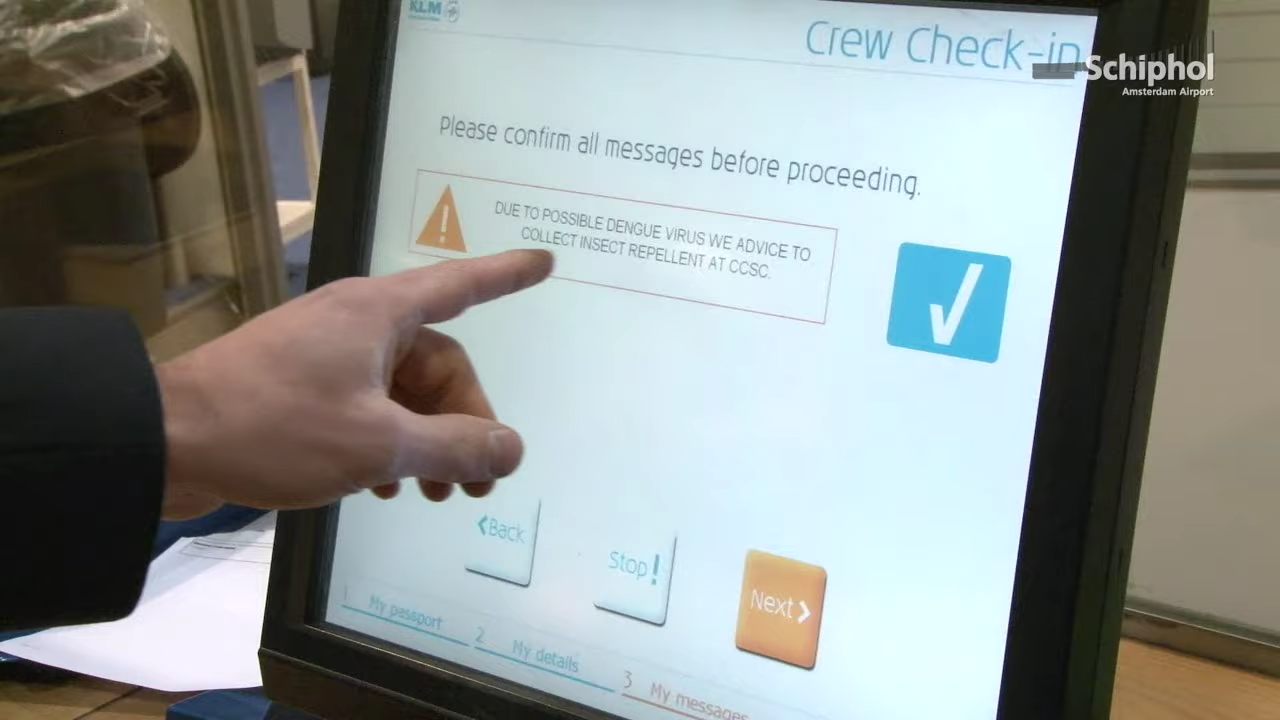 KLM
Crew Check-in
Schiphol
Amsterdam Airport
Please confirm all messages before proceeding.
DUE TO POSSIBLE DENGUE VIRUS WE ADVICE TO
COLLECT INSECT REPELLENT AT CCSC.
<Back
Stop!
Next>
1 My passport
2 My details
3 My messages